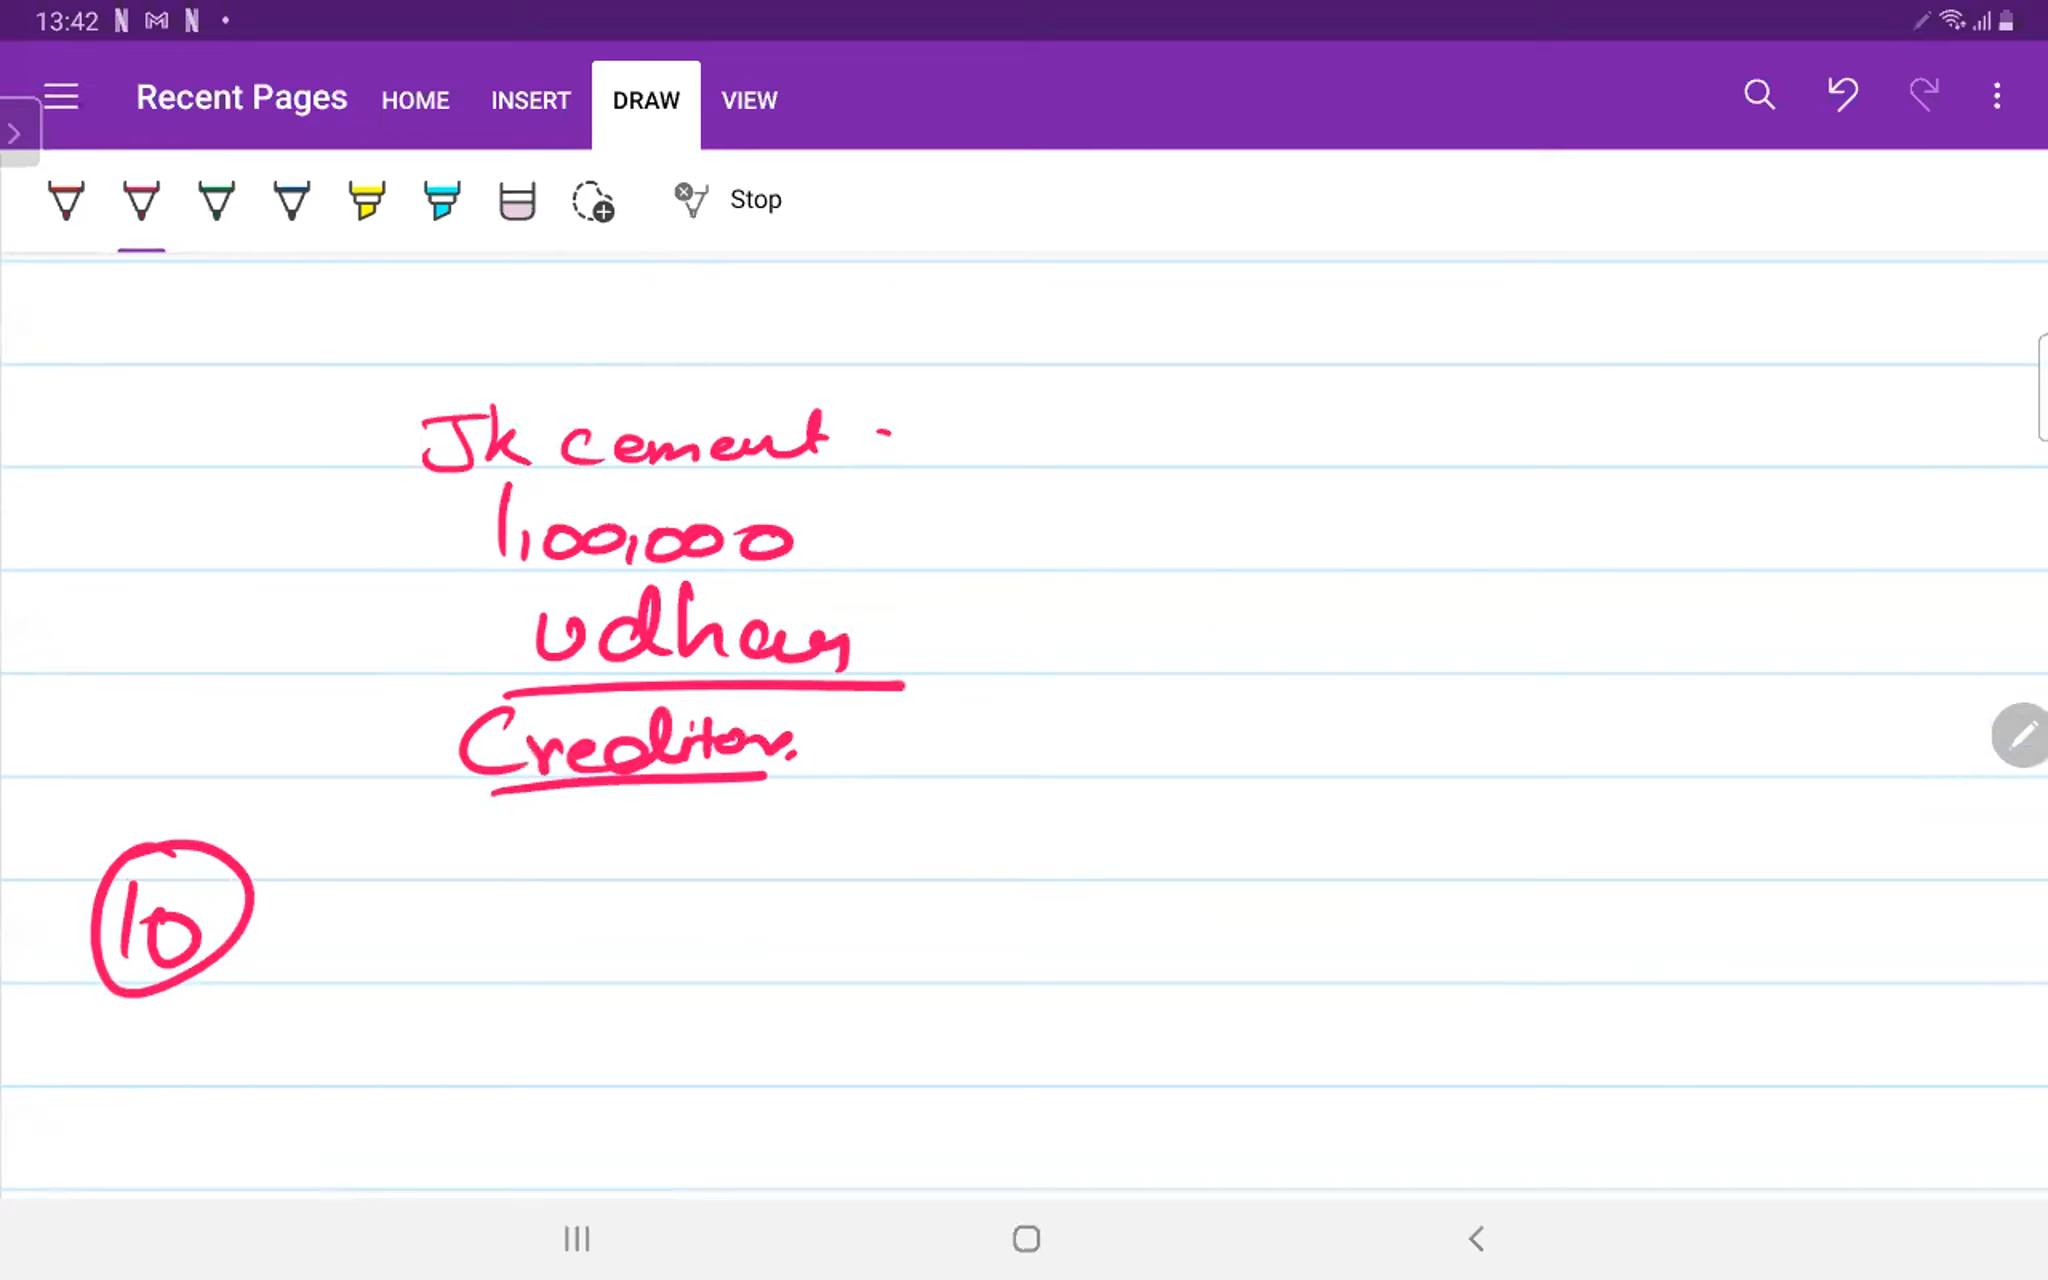 13:42
Recent Pages HOME INSERT DRAW VIEW
Stop
Jk cement -
1,00,000
udhar
Creditor.
10